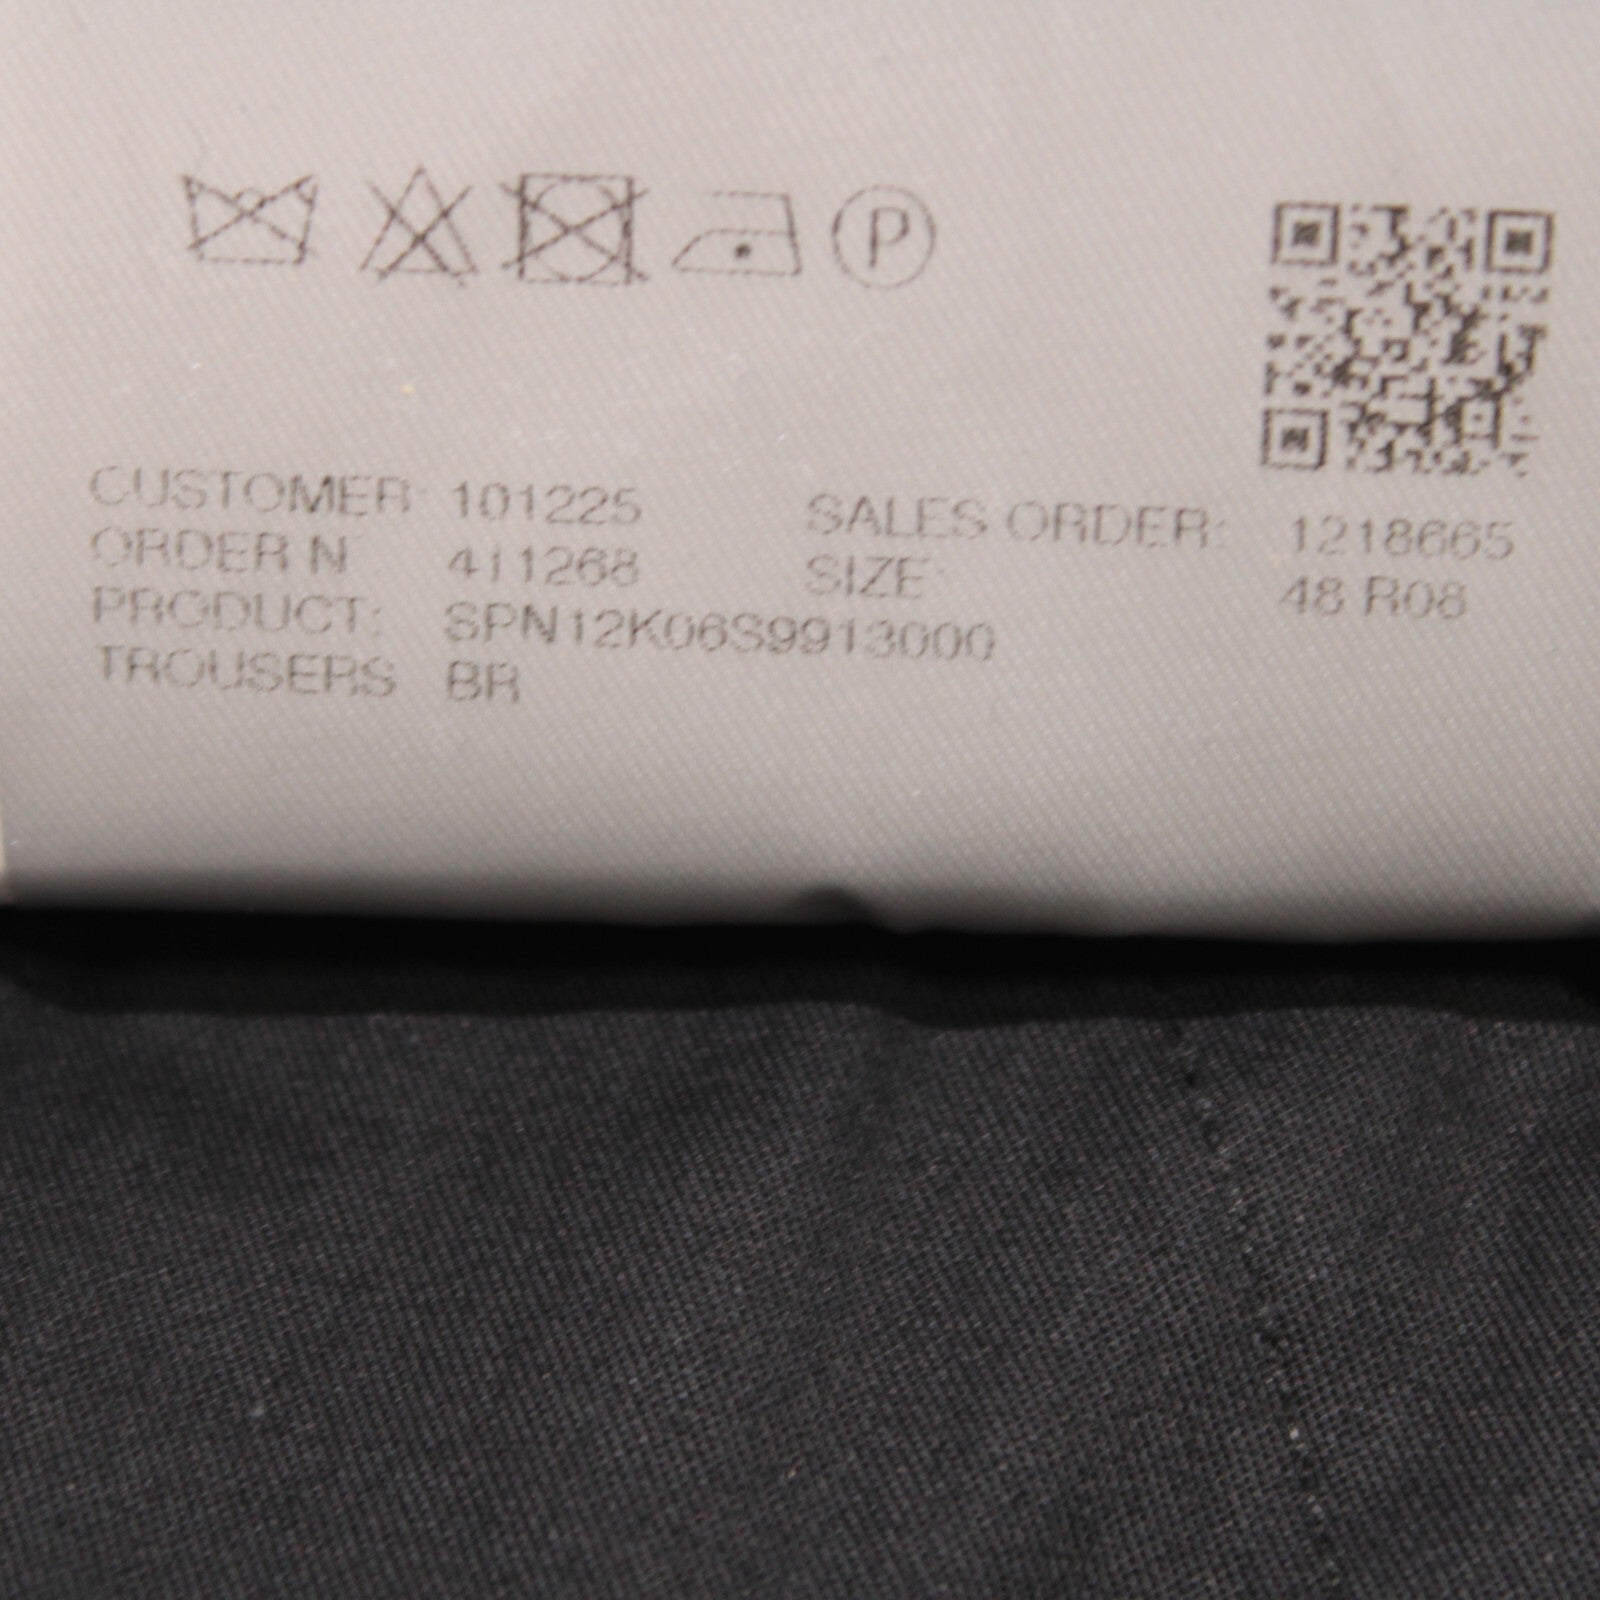 P
CUSTOMER 101225 SALES ORDER: 1218665
ORDER N 411268 SIZE 48 R08
PRODUCT: SPN12K06S9913000
TROUSERS BR